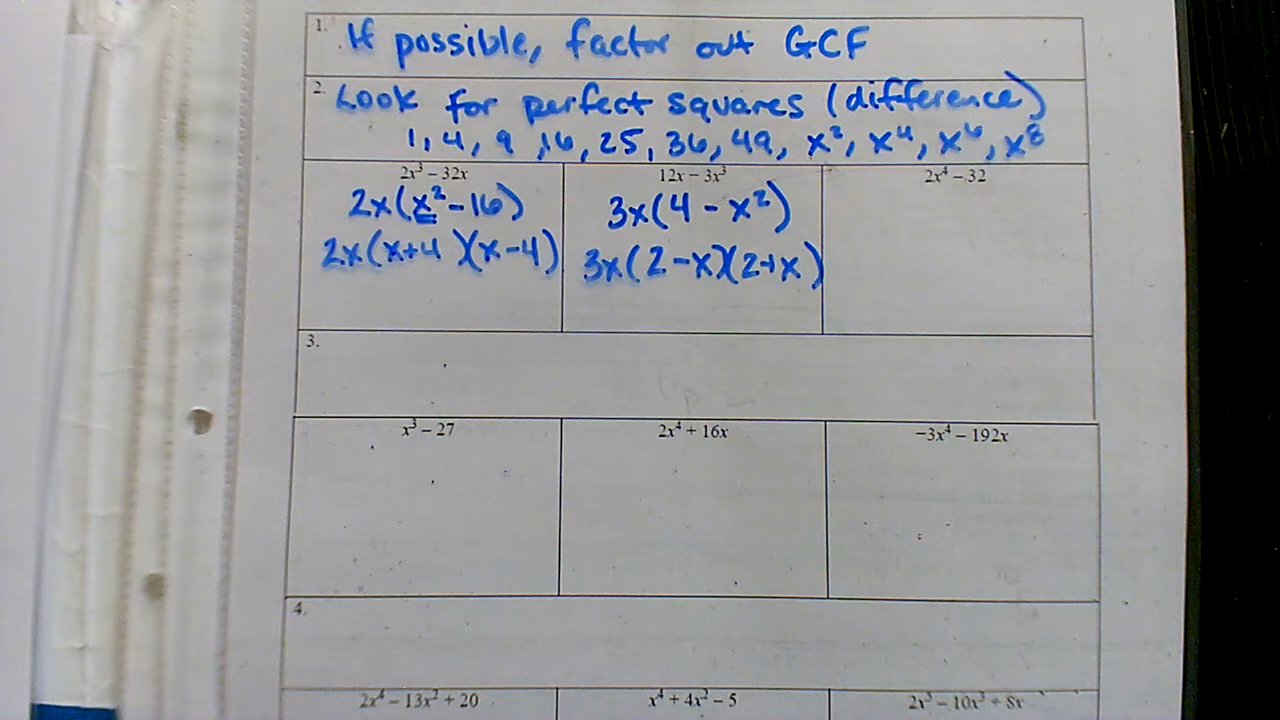 1. If possible, factor out GCF
2. Look for perfect squares (difference)
1, 4, 9, 16, 25, 36, 49, x², x⁴, x⁶, x⁸
2x³ – 32x
12x – 3x³
2x⁴ – 32
2x(x²-16)
3x(4 - x²)
2x(x+4)(x-4)
3x(2-x)(2+x)
3.
x³ – 27
2x⁴ + 16x
–3x⁴ – 192x
4.
2x⁴ – 13x² + 20
x⁴ + 4x² – 5